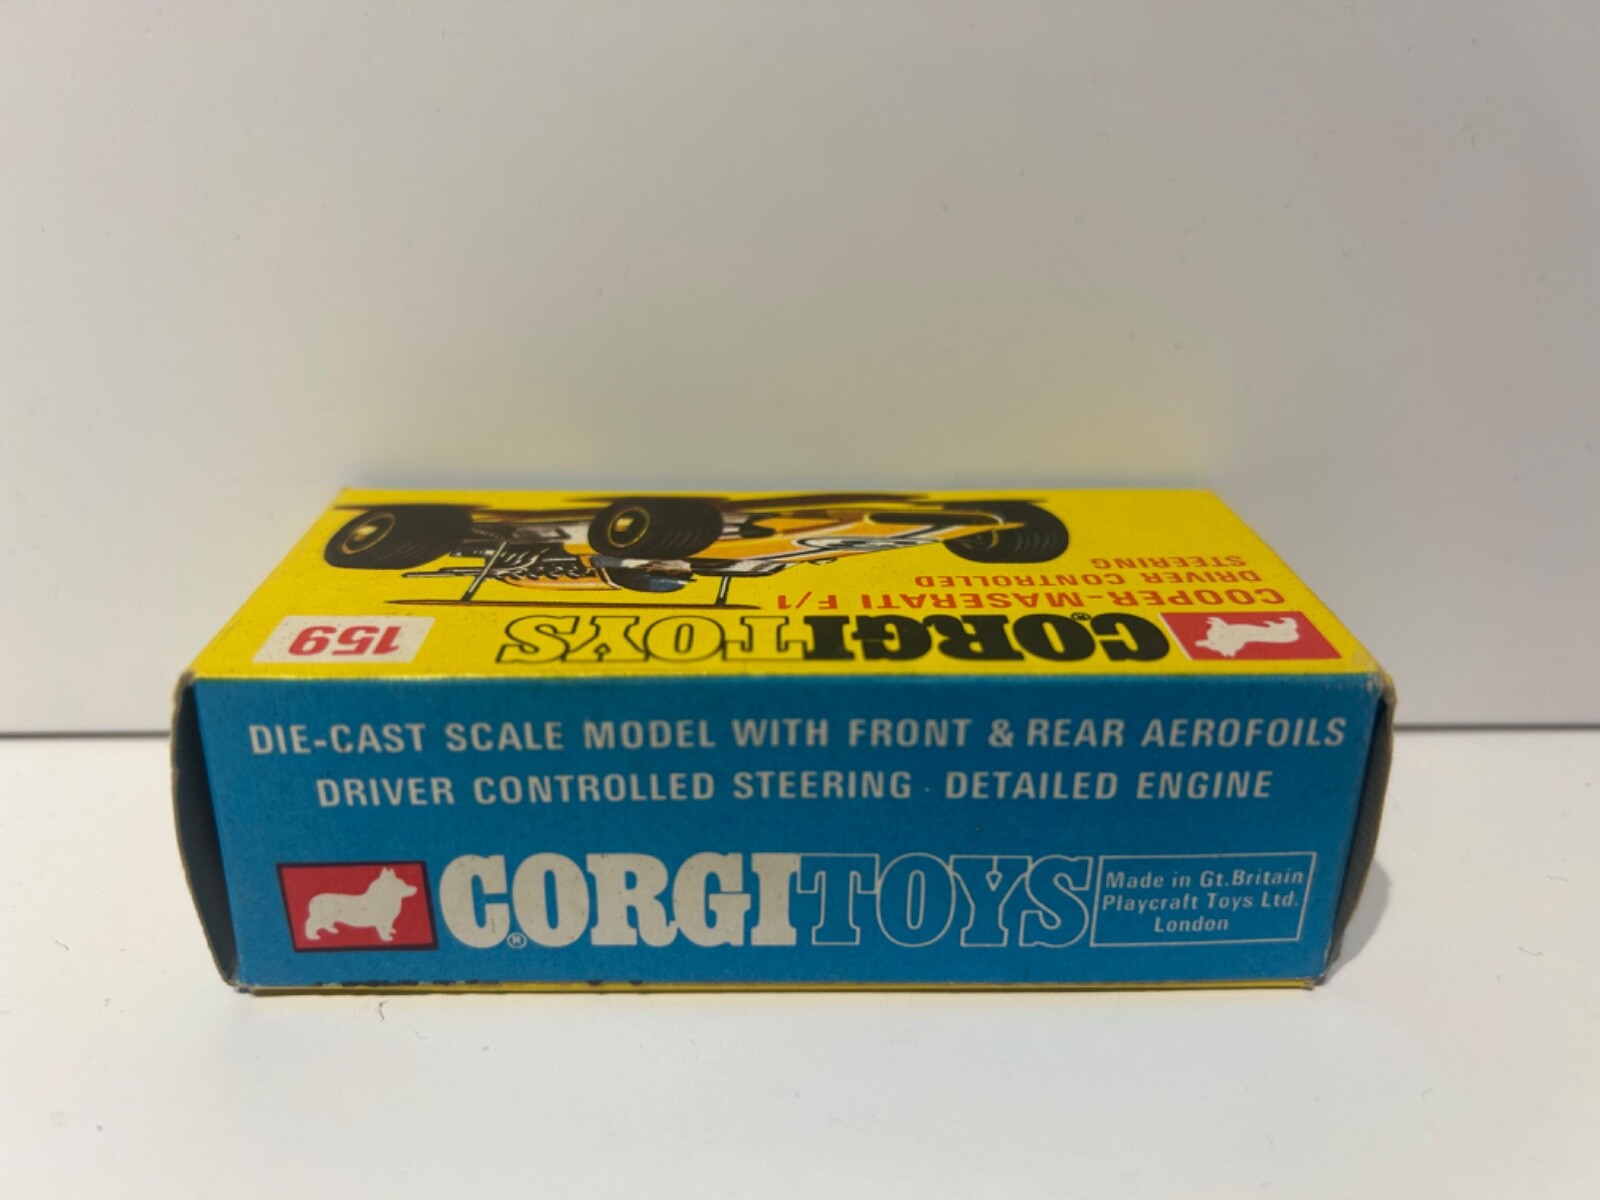 COOPER-MASERATI F/1
DRIVER CONTROLLED
STEERING
CORGI TOYS
159
DIE-CAST SCALE MODEL WITH FRONT & REAR AEROFOILS
DRIVER CONTROLLED STEERING · DETAILED ENGINE
CORGI TOYS
®
Made in Gt.Britain
Playcraft Toys Ltd.
London